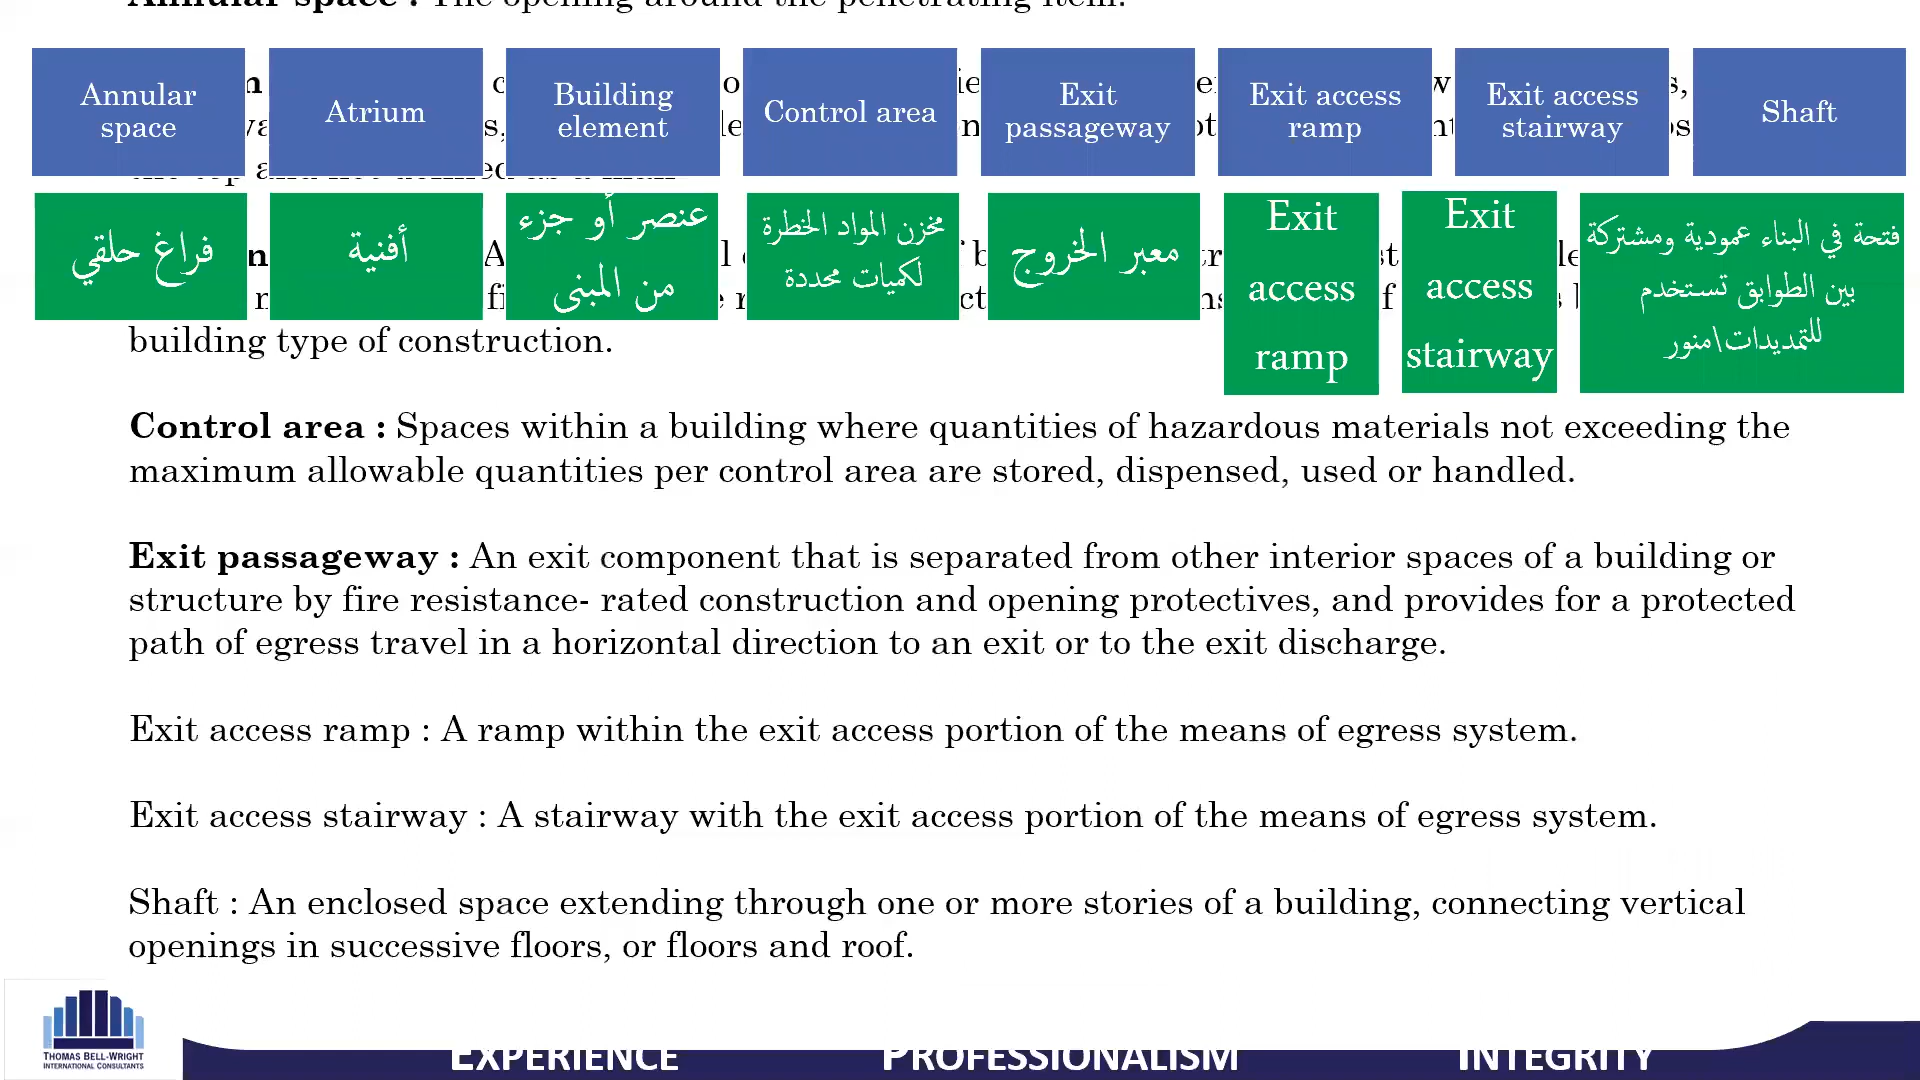 Annular space : The opening around the penetrating item.
Annular
space
Atrium
Building
element
Control area
Exit
passageway
Exit access
ramp
Exit access
stairway
Shaft
فراغ حلقي
أفنية
عنصر أو جزء
من المبنى
مخزن المواد الخطرة
لكميات محددة
معبر الخروج
Exit
access
ramp
Exit
access
stairway
فتحة في البناء عمودية ومشتركة
بين الطوابق تستخدم
للتمديدات\منور
building type of construction.
Control area : Spaces within a building where quantities of hazardous materials not exceeding the
maximum allowable quantities per control area are stored, dispensed, used or handled.
Exit passageway : An exit component that is separated from other interior spaces of a building or
structure by fire resistance- rated construction and opening protectives, and provides for a protected
path of egress travel in a horizontal direction to an exit or to the exit discharge.
Exit access ramp : A ramp within the exit access portion of the means of egress system.
Exit access stairway : A stairway with the exit access portion of the means of egress system.
Shaft : An enclosed space extending through one or more stories of a building, connecting vertical
openings in successive floors, or floors and roof.
THOMAS BELL-WRIGHT
INTERNATIONAL CONSULTANTS
EXPERIENCE PROFESSIONALISM INTEGRITY